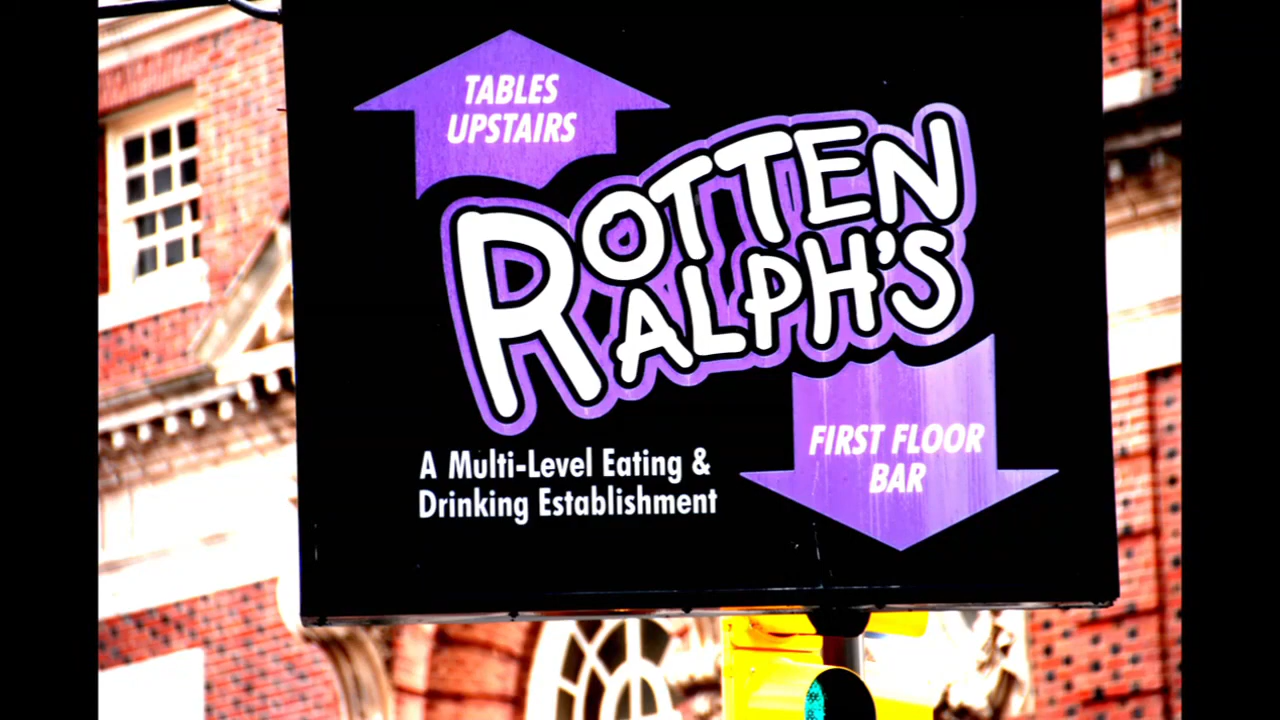 TABLES
UPSTAIRS
ROTTEN
RALPH'S
FIRST FLOOR
BAR
A Multi-Level Eating &
Drinking Establishment